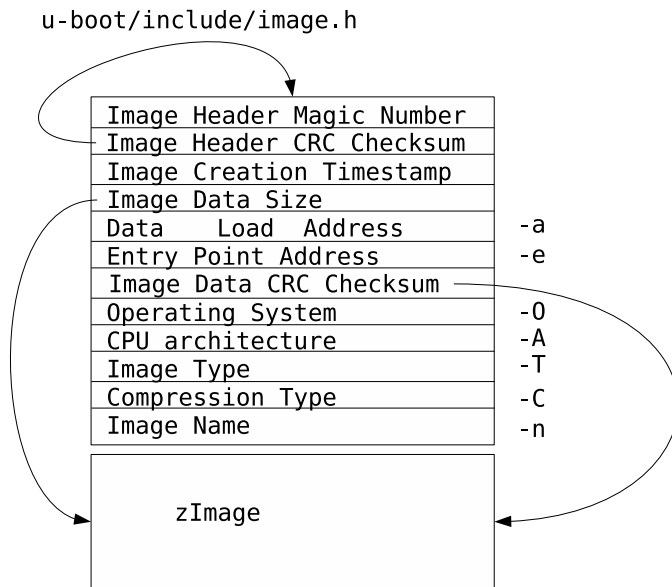 u-boot/include/image.h
Image Header Magic Number
Image Header CRC Checksum
Image Creation Timestamp
Image Data Size
Data Load Address -a
Entry Point Address -e
Image Data CRC Checksum
Operating System -O
CPU architecture -A
Image Type -T
Compression Type -C
Image Name -n
zImage